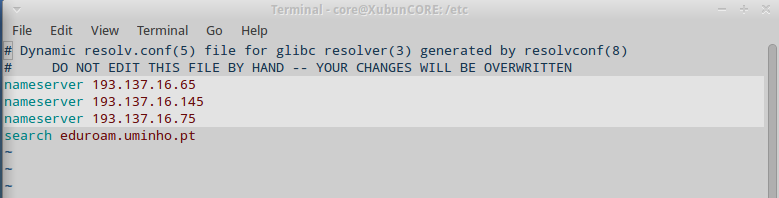 Terminal - core@XubunCORE: /etc
File Edit View Terminal Go Help
# Dynamic resolv.conf(5) file for glibc resolver(3) generated by resolvconf(8)
#     DO NOT EDIT THIS FILE BY HAND -- YOUR CHANGES WILL BE OVERWRITTEN
nameserver 193.137.16.65
nameserver 193.137.16.145
nameserver 193.137.16.75
search eduroam.uminho.pt
~
~
~